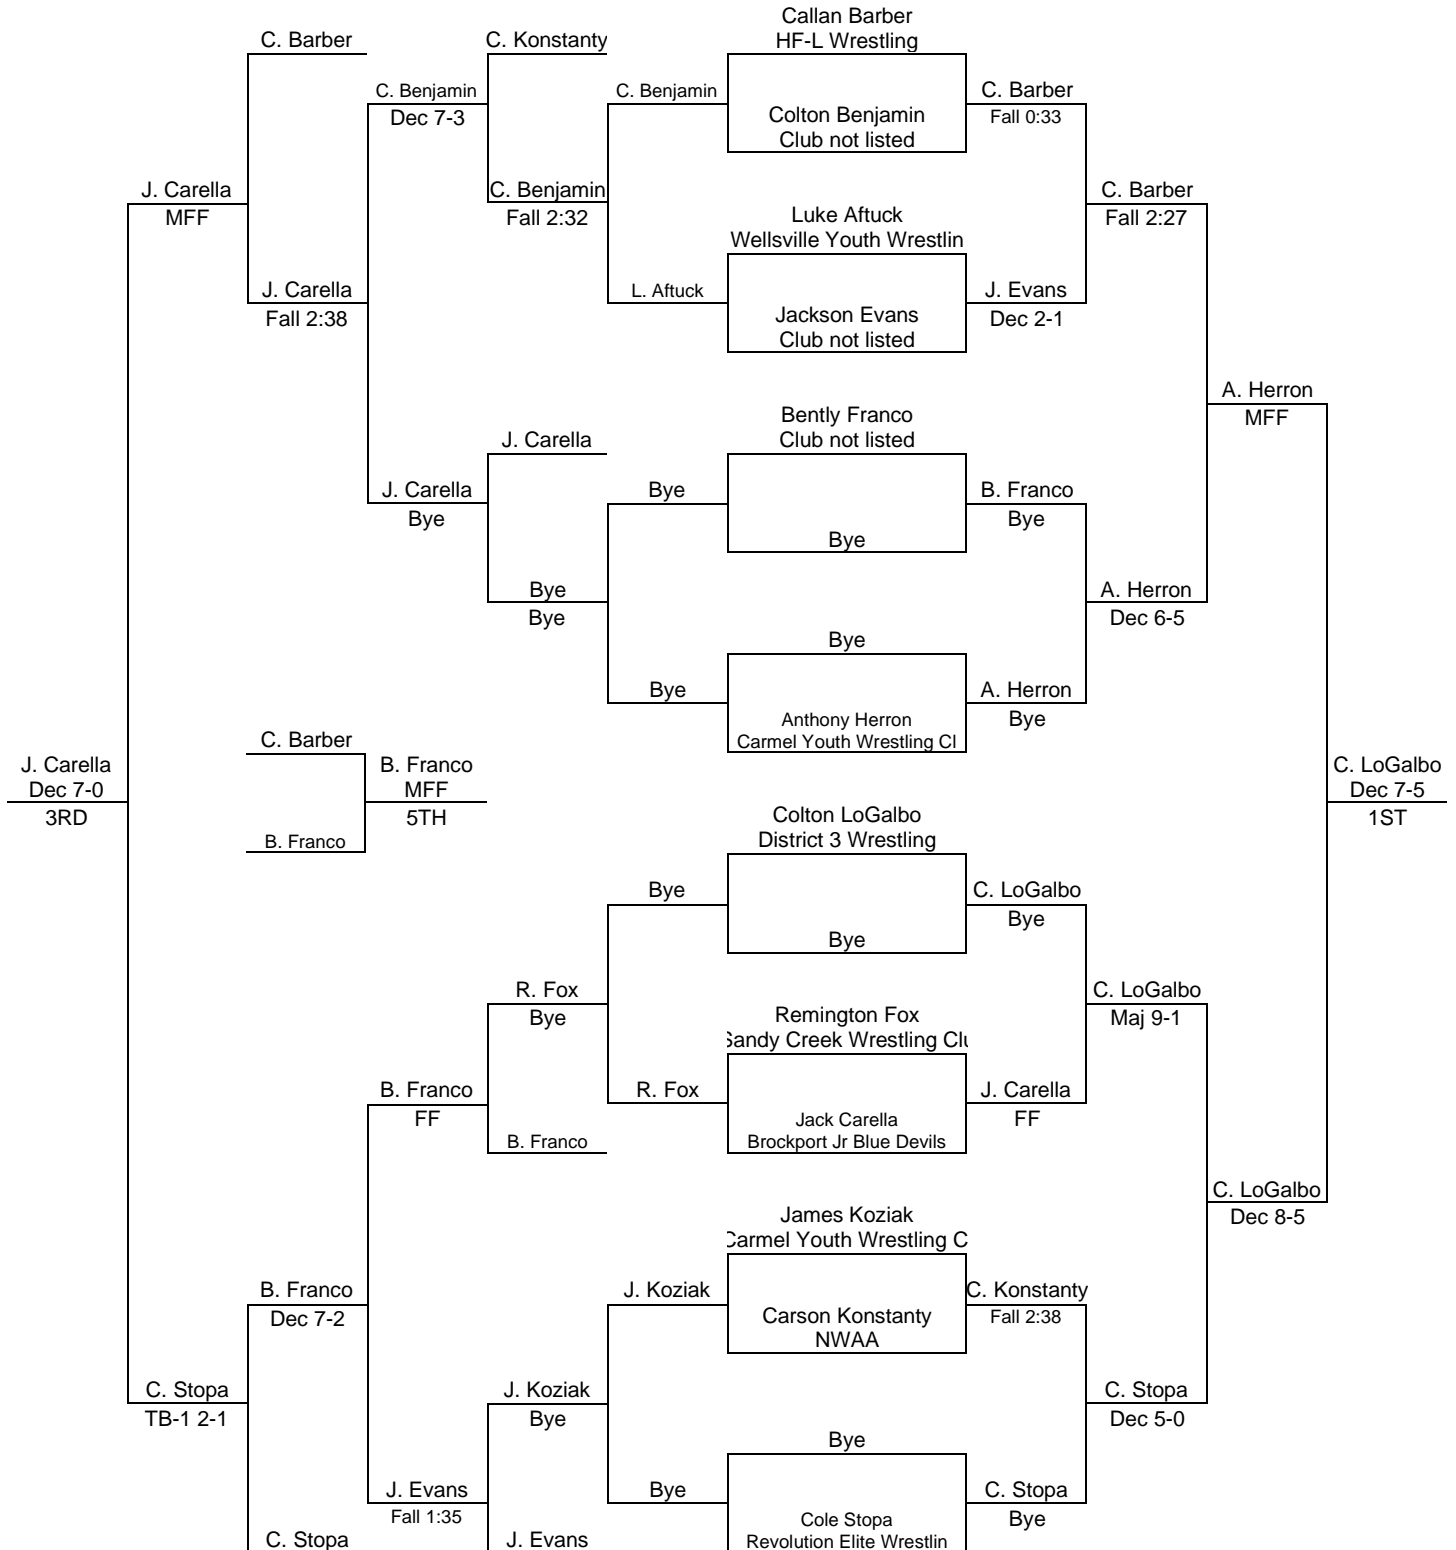 Callan Barber
C. Barber
C. Konstanty
HF-L Wrestling
C. Benjamin
C. Benjamin
C. Barber
Dec 7-3
Colton Benjamin
Fall 0:33
Club not listed
J. Carella
C. Benjamin
C. Barber
MFF
Fall 2:32
Luke Aftuck
Fall 2:27
Wellsville Youth Wrestlin
J. Carella
L. Aftuck
J. Evans
Fall 2:38
Jackson Evans
Dec 2-1
Club not listed
A. Herron
MFF
Bently Franco
J. Carella
Club not listed
J. Carella
Bye
B. Franco
Bye
Bye
Bye
Bye
A. Herron
Bye
Dec 6-5
Bye
Bye
A. Herron
Anthony Herron
Bye
C. Barber
Carmel Youth Wrestling Cl
J. Carella
B. Franco
C. LoGalbo
Dec 7-0
MFF
Dec 7-5
3RD
5TH
Colton LoGalbo
1ST
B. Franco
District 3 Wrestling
Bye
C. LoGalbo
Bye
Bye
R. Fox
C. LoGalbo
Bye
Remington Fox
Maj 9-1
Sandy Creek Wrestling Clu
B. Franco
R. Fox
J. Carella
FF
Jack Carella
FF
B. Franco
Brockport Jr Blue Devils
C. LoGalbo
James Koziak
Dec 8-5
Carmel Youth Wrestling C
B. Franco
J. Koziak
C. Konstanty
Dec 7-2
Carson Konstanty
Fall 2:38
NWAA
C. Stopa
J. Koziak
C. Stopa
TB-1 2-1
Bye
Dec 5-0
Bye
J. Evans
Bye
C. Stopa
Fall 1:35
Cole Stopa
Bye
C. Stopa
J. Evans
Revolution Elite Wrestlin